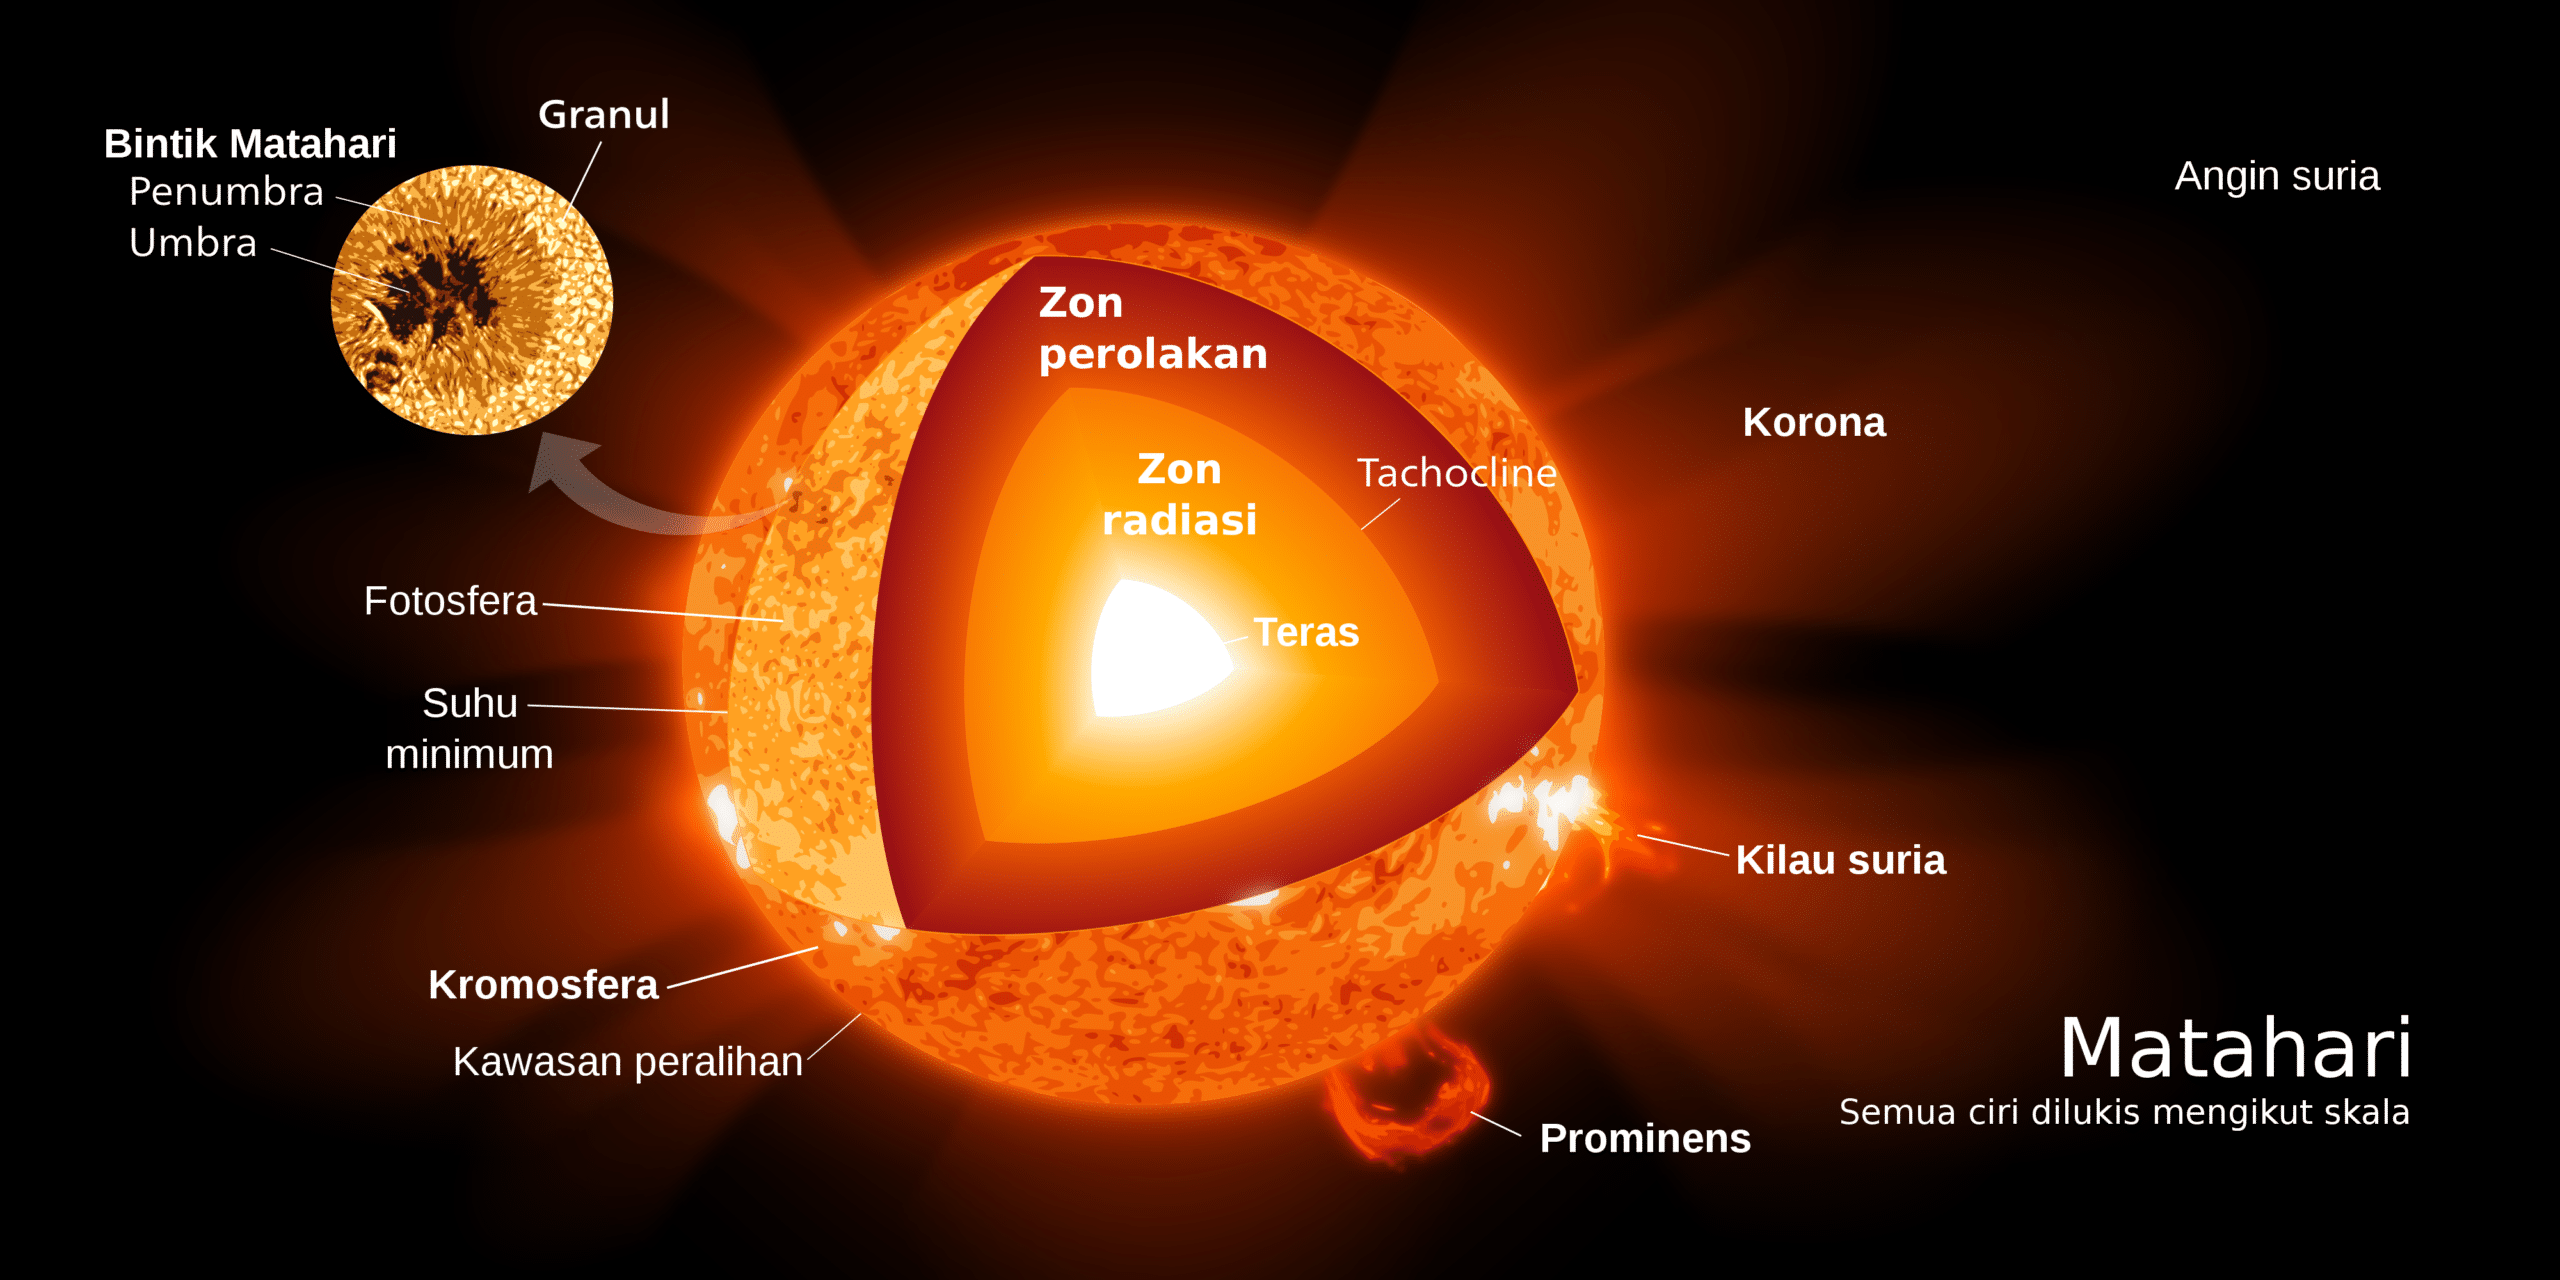 Granul
Bintik Matahari
Penumbra
Umbra
Angin suria
Zon
perolakan
Korona
Zon
radiasi
Tachocline
Fotosfera
Teras
Suhu
minimum
Kilau suria
Kromosfera
Kawasan peralihan
Matahari
Semua ciri dilukis mengikut skala
Prominens